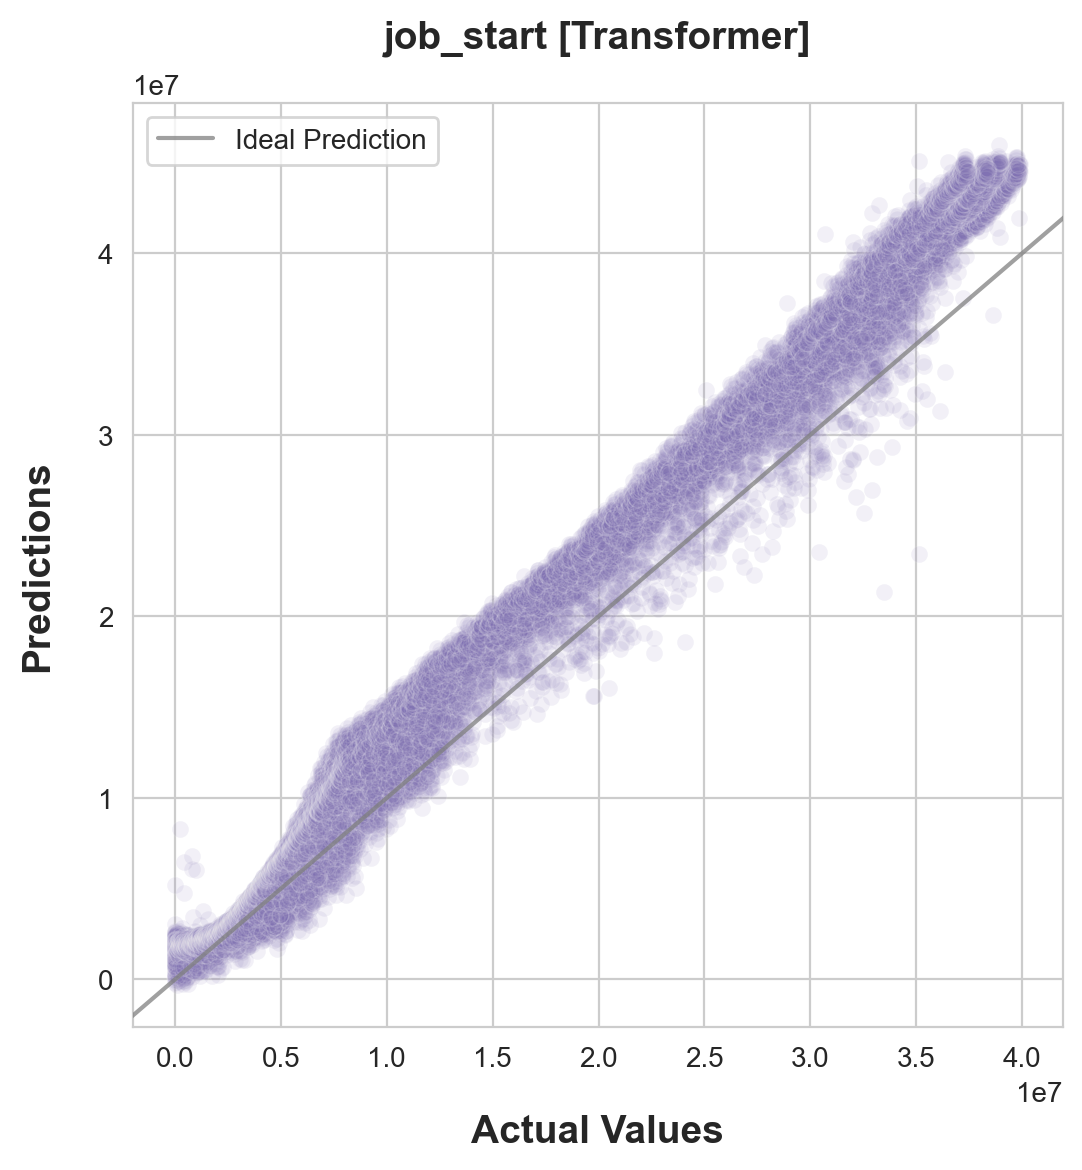 job_start [Transformer]
1e7
Ideal Prediction
4
3
2
1
0
Predictions
0.0 0.5 1.0 1.5 2.0 2.5 3.0 3.5 4.0
1e7
Actual Values